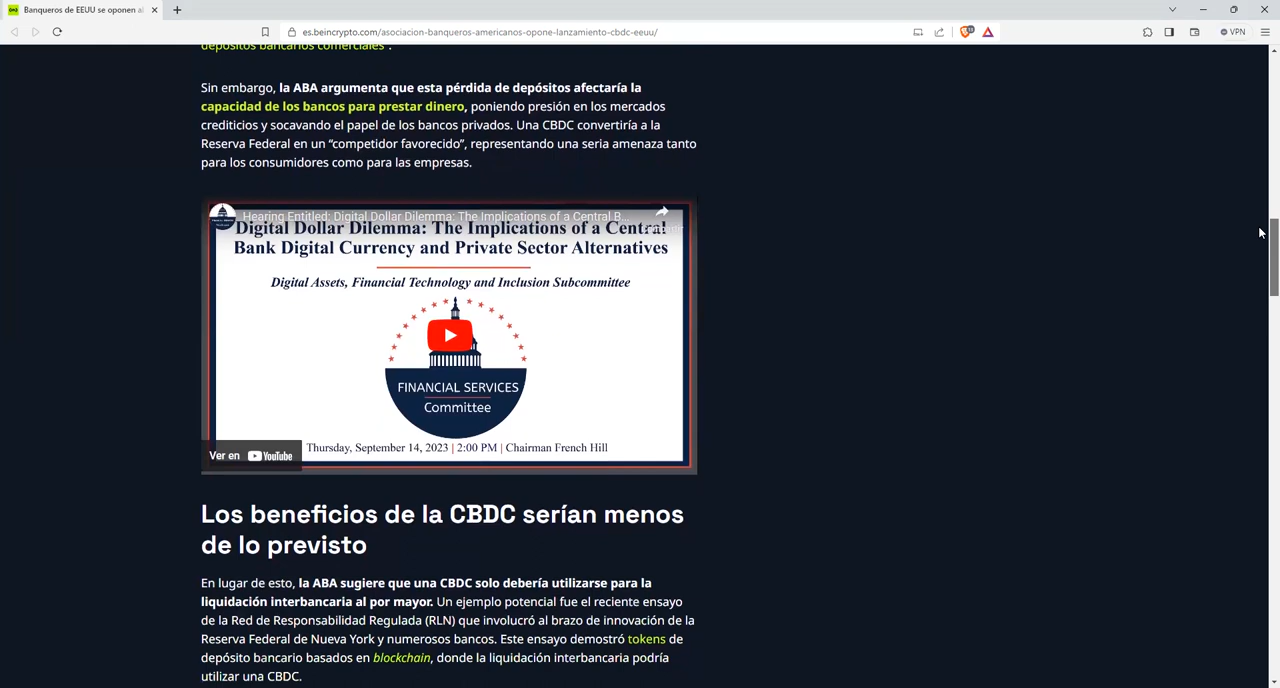 Banqueros de EEUU se oponen al
es.beincrypto.com/asociacion-banqueros-americanos-opone-lanzamiento-cbdc-eeuu/
VPN
depósitos bancarios comerciales”.
Sin embargo, la ABA argumenta que esta pérdida de depósitos afectaría la
capacidad de los bancos para prestar dinero, poniendo presión en los mercados
crediticios y socavando el papel de los bancos privados. Una CBDC convertiría a la
Reserva Federal en un “competidor favorecido”, representando una seria amenaza tanto
para los consumidores como para las empresas.
Hearing Entitled: Digital Dollar Dilemma: The Implications of a Central B...
Digital Dollar Dilemma: The Implications of a Central
Bank Digital Currency and Private Sector Alternatives
Digital Assets, Financial Technology and Inclusion Subcommittee
FINANCIAL SERVICES
Committee
Thursday, September 14, 2023 | 2:00 PM | Chairman French Hill
Ver en YouTube
Los beneficios de la CBDC serían menos
de lo previsto
En lugar de esto, la ABA sugiere que una CBDC solo debería utilizarse para la
liquidación interbancaria al por mayor. Un ejemplo potencial fue el reciente ensayo
de la Red de Responsabilidad Regulada (RLN) que involucró al brazo de innovación de la
Reserva Federal de Nueva York y numerosos bancos. Este ensayo demostró tokens de
depósito bancario basados en blockchain, donde la liquidación interbancaria podría
utilizar una CBDC.